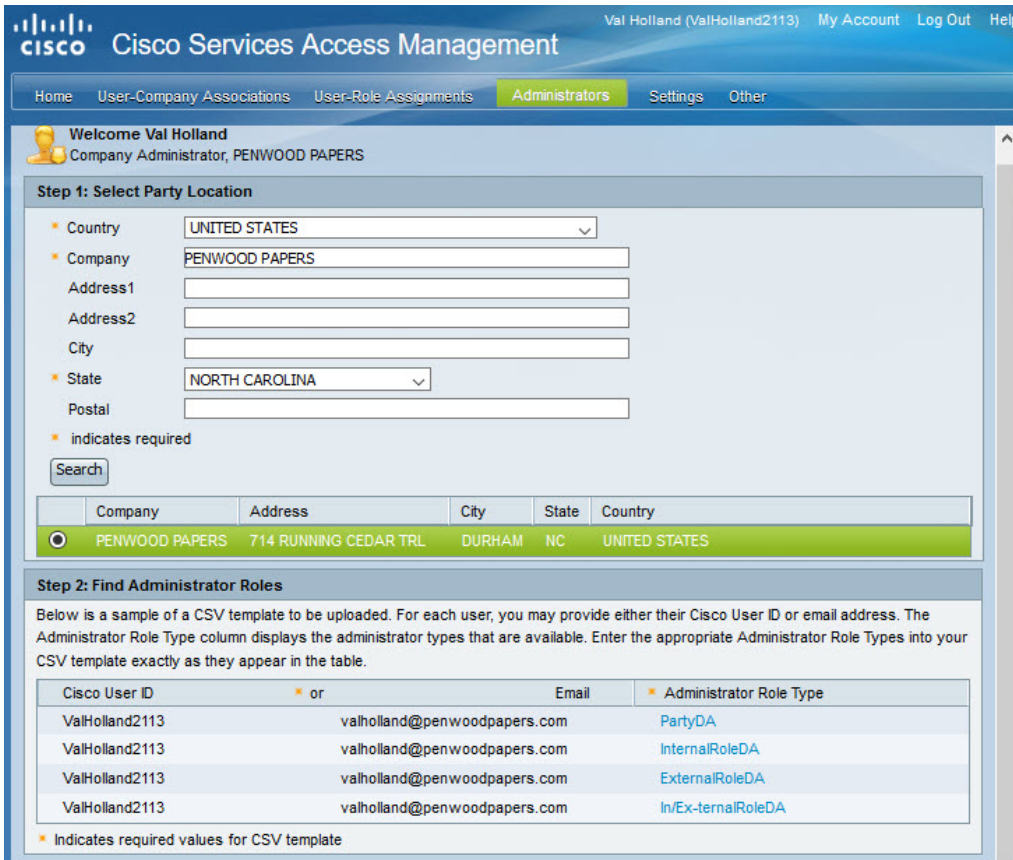 Val Holland (ValHolland2113) My Account Log Out Help
CISCO Cisco Services Access Management
Home User-Company Associations User-Role Assignments Administrators Settings Other
Welcome Val Holland
Company Administrator, PENWOOD PAPERS
Step 1: Select Party Location
* Country UNITED STATES
* Company PENWOOD PAPERS
Address1
Address2
City
* State NORTH CAROLINA
Postal
* indicates required
Search
Company Address City State Country
PENWOOD PAPERS 714 RUNNING CEDAR TRL DURHAM NC UNITED STATES
Step 2: Find Administrator Roles
Below is a sample of a CSV template to be uploaded. For each user, you may provide either their Cisco User ID or email address. The
Administrator Role Type column displays the administrator types that are available. Enter the appropriate Administrator Role Types into your
CSV template exactly as they appear in the table.
Cisco User ID * or Email * Administrator Role Type
ValHolland2113 valholland@penwoodpapers.com PartyDA
ValHolland2113 valholland@penwoodpapers.com InternalRoleDA
ValHolland2113 valholland@penwoodpapers.com ExternalRoleDA
ValHolland2113 valholland@penwoodpapers.com In/Ex-ternalRoleDA
* Indicates required values for CSV template